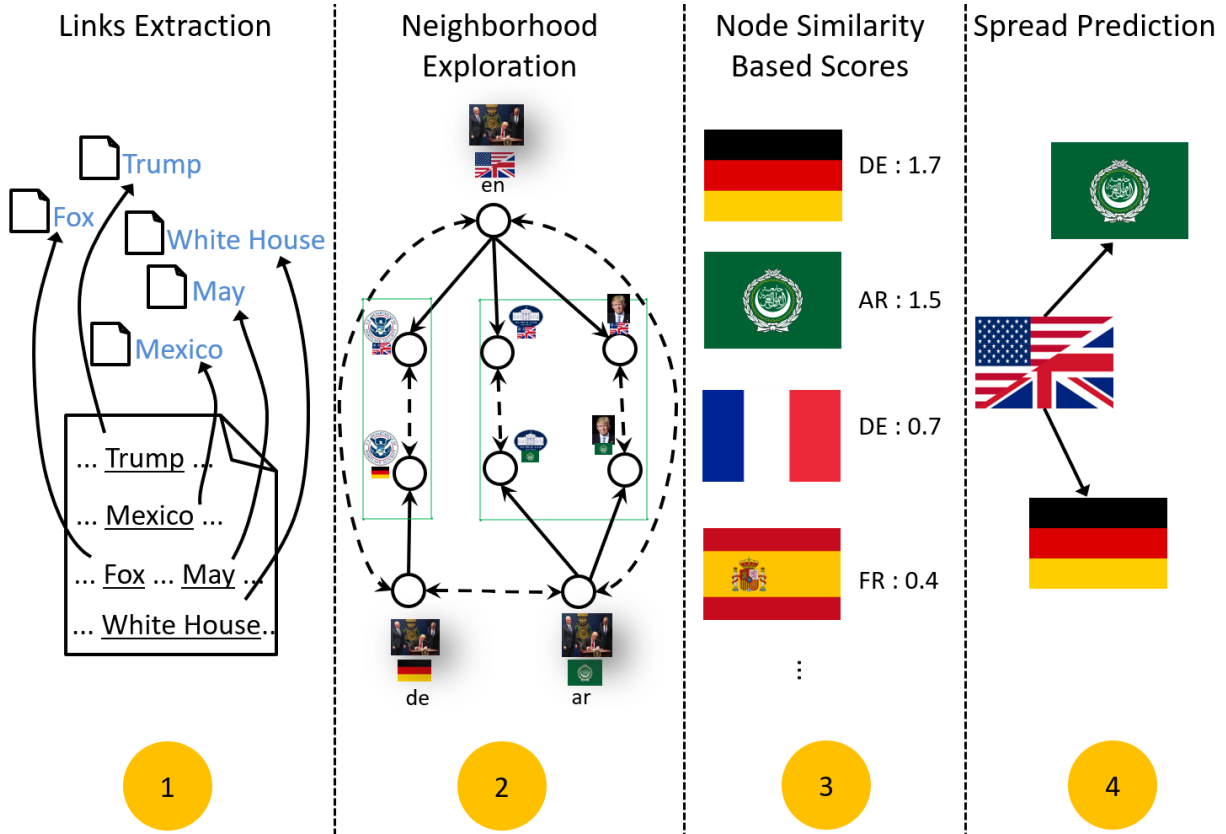 Links Extraction
Trump
Fox
White House
May
Mexico
... Trump ...
... Mexico ...
... Fox ... May ...
... White House..
1
Neighborhood
Exploration
en
de
ar
2
Node Similarity
Based Scores
DE : 1.7
AR : 1.5
DE : 0.7
FR : 0.4
...
3
Spread Prediction
4